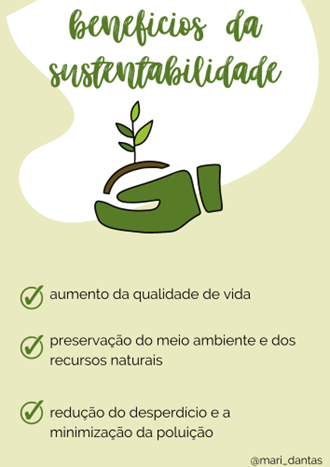 benefícios da
sustentabilidade
aumento da qualidade de vida
preservação do meio ambiente e dos
recursos naturais
redução do desperdício e a
minimização da poluição
@mari_dantas